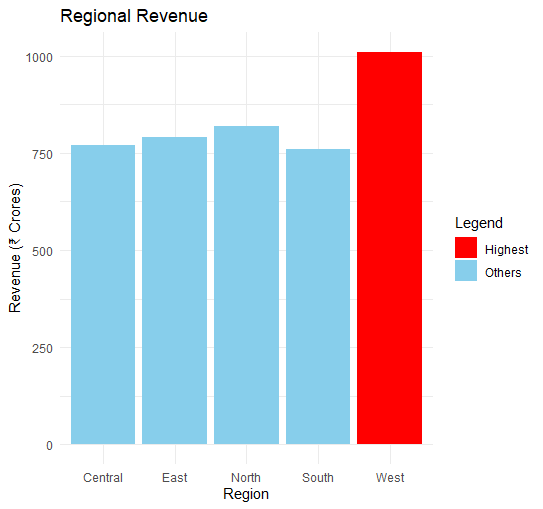 Regional Revenue
Revenue (₹ Crores)
1000
750
500
250
0
Central East North South West
Region
Legend
Highest
Others